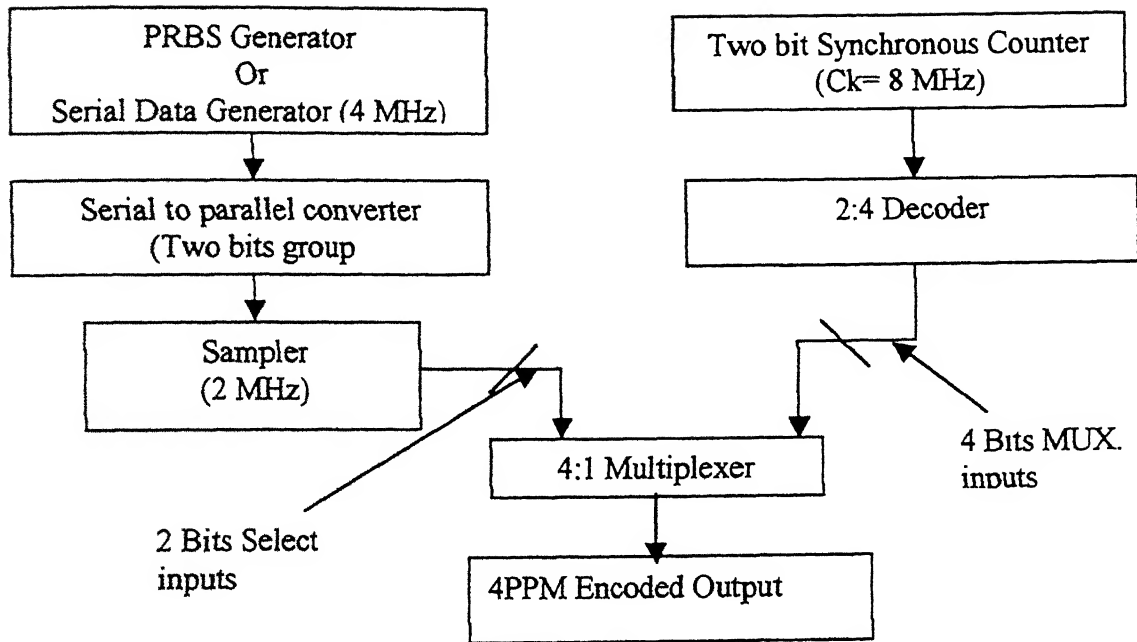 PRBS Generator
Or
Serial Data Generator (4 MHz)
Two bit Synchronous Counter
(Ck= 8 MHz)
Serial to parallel converter
(Two bits group
2:4 Decoder
Sampler
(2 MHz)
4:1 Multiplexer
4 Bits MUX.
inputs
2 Bits Select
inputs
4PPM Encoded Output